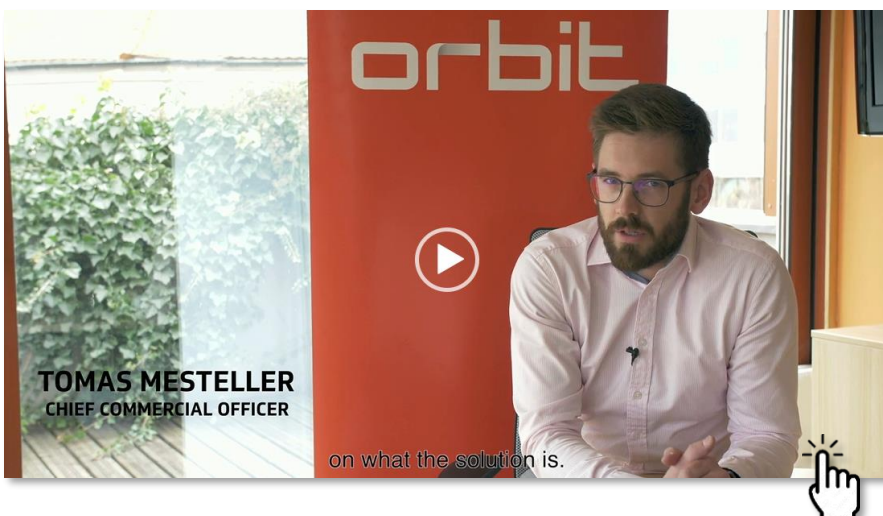 orbit
TOMAS MESTELLER
CHIEF COMMERCIAL OFFICER
on what the solution is.